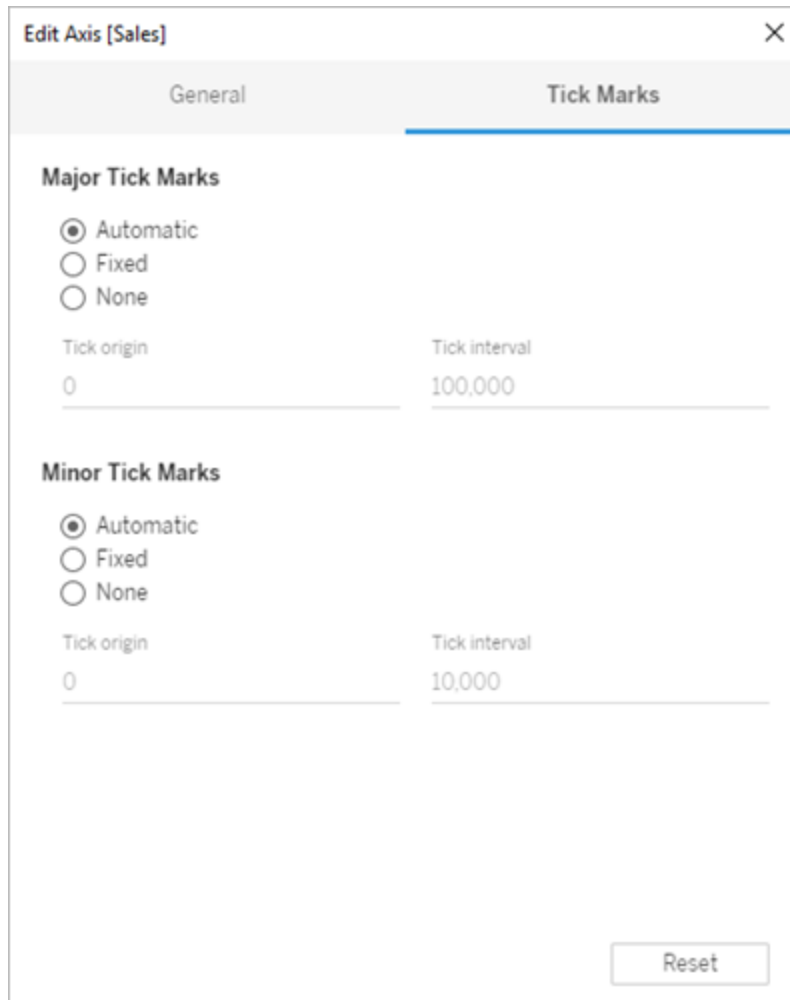 Edit Axis [Sales]
General Tick Marks
Major Tick Marks
Automatic
Fixed
None
Tick origin Tick interval
0 100,000
Minor Tick Marks
Automatic
Fixed
None
Tick origin Tick interval
0 10,000
Reset